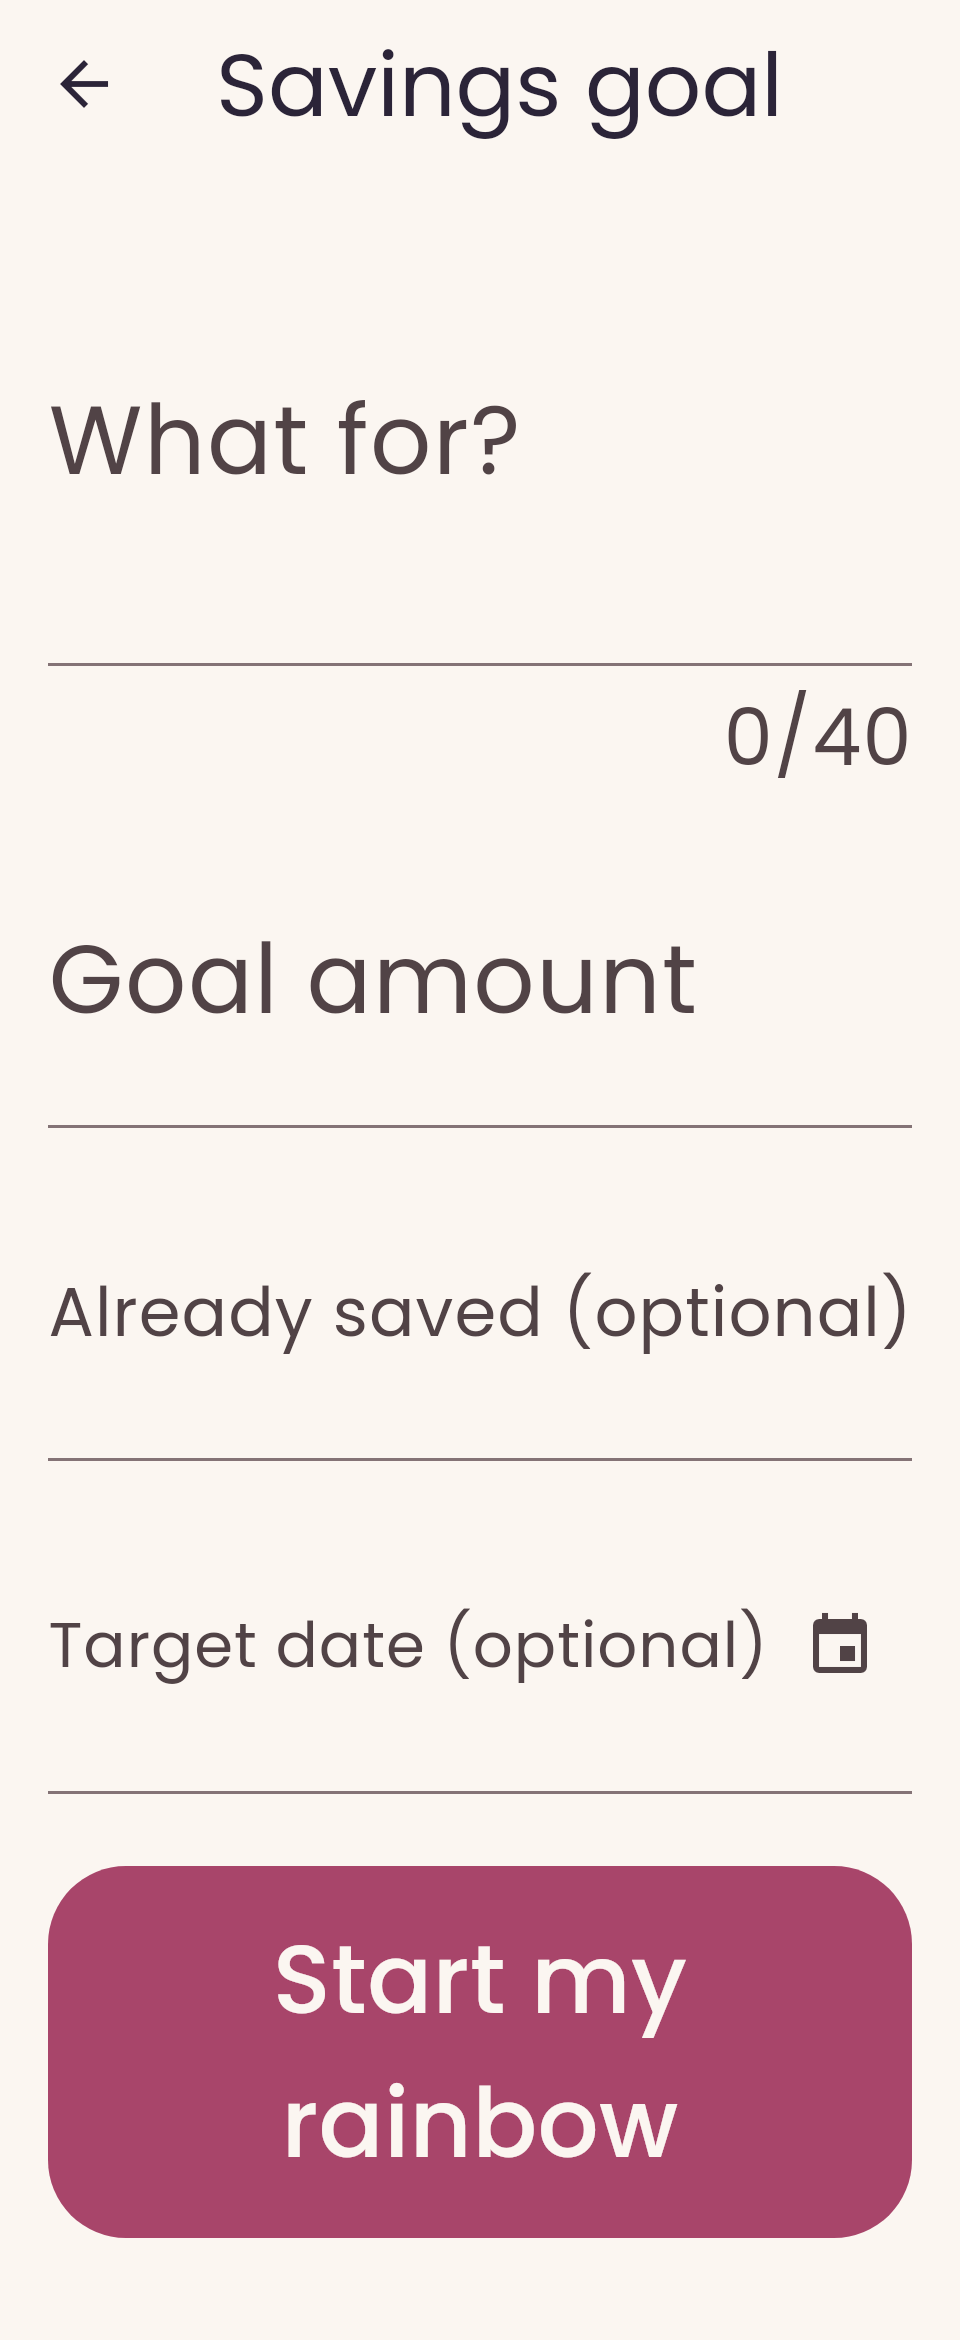 Savings goal
What for?
0/40
Goal amount
Already saved (optional)
Target date (optional)
Start my
rainbow